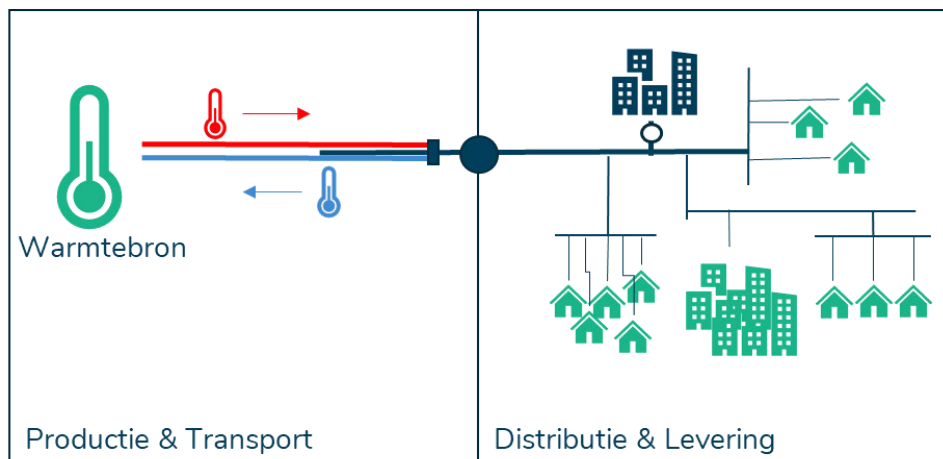 Warmtebron
Productie & Transport
Distributie & Levering